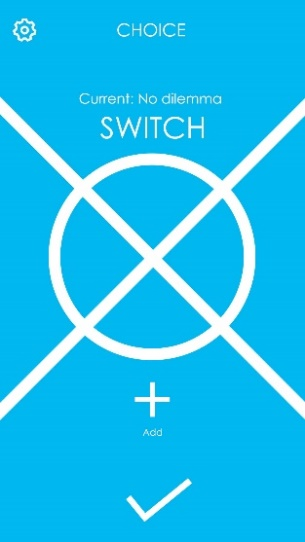 CHOICE
Current: No dilemma
SWITCH
Add